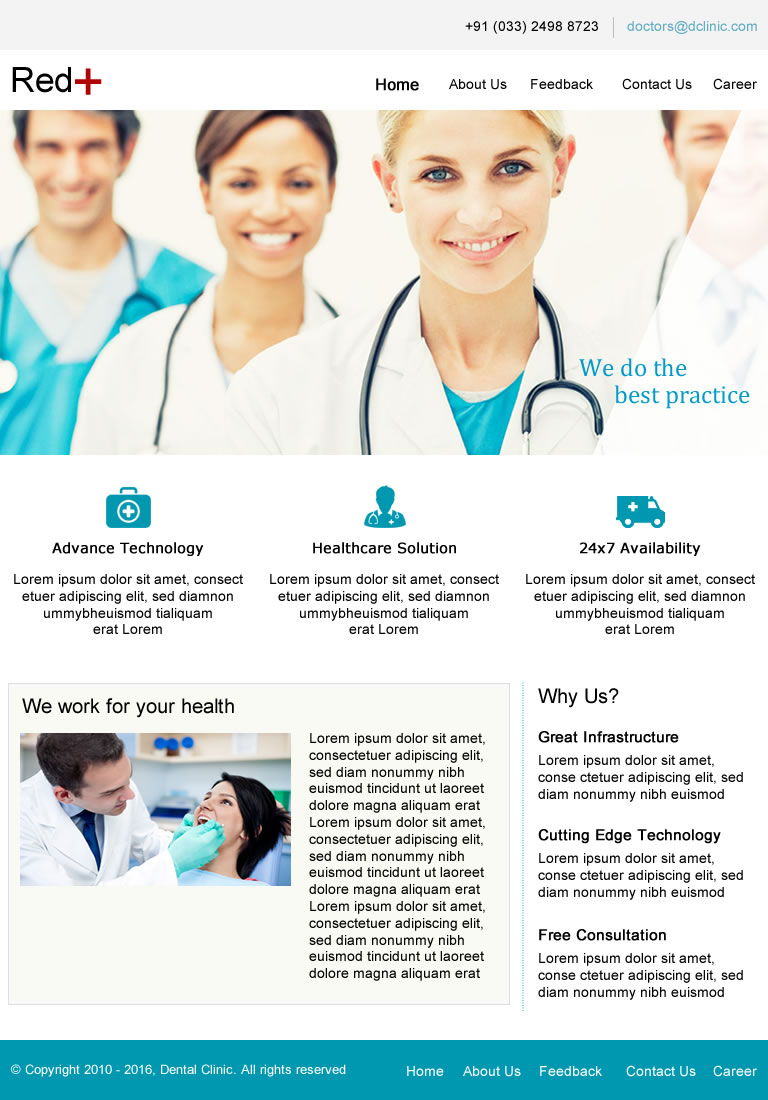 +91 (033) 2498 8723 doctors@dclinic.com
Red+
Home About Us Feedback Contact Us Career
We do the
best practice
Advance Technology
Lorem ipsum dolor sit amet, consect
etuer adipiscing elit, sed diamnon
ummybheuismod tialiquam
erat Lorem
Healthcare Solution
Lorem ipsum dolor sit amet, consect
etuer adipiscing elit, sed diamnon
ummybheuismod tialiquam
erat Lorem
24x7 Availability
Lorem ipsum dolor sit amet, consect
etuer adipiscing elit, sed diamnon
ummybheuismod tialiquam
erat Lorem
We work for your health
Lorem ipsum dolor sit amet,
consectetuer adipiscing elit,
sed diam nonummy nibh
euismod tincidunt ut laoreet
dolore magna aliquam erat
Lorem ipsum dolor sit amet,
consectetuer adipiscing elit,
sed diam nonummy nibh
euismod tincidunt ut laoreet
dolore magna aliquam erat
Lorem ipsum dolor sit amet,
consectetuer adipiscing elit,
sed diam nonummy nibh
euismod tincidunt ut laoreet
dolore magna aliquam erat
Why Us?
Great Infrastructure
Lorem ipsum dolor sit amet,
conse ctetuer adipiscing elit, sed
diam nonummy nibh euismod
Cutting Edge Technology
Lorem ipsum dolor sit amet,
conse ctetuer adipiscing elit, sed
diam nonummy nibh euismod
Free Consultation
Lorem ipsum dolor sit amet,
conse ctetuer adipiscing elit, sed
diam nonummy nibh euismod
© Copyright 2010 - 2016, Dental Clinic. All rights reserved Home About Us Feedback Contact Us Career